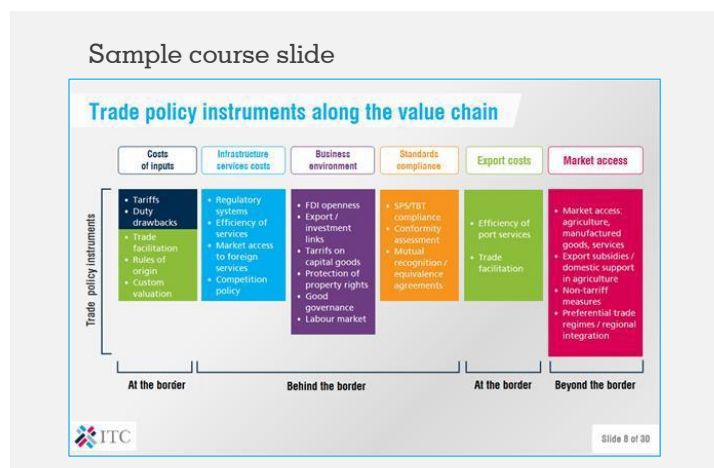 Sample course slide
Trade policy instruments along the value chain
Costs
of inputs
Infrastructure
services costs
Business
environment
Standards
compliance
Export costs
Market access
Trade policy instruments
• Tariffs
• Duty
drawbacks
• Trade
facilitation
• Rules of
origin
• Custom
valuation
• Regulatory
systems
• Efficiency of
services
• Market access
to foreign
services
• Competition
policy
• FDI openness
• Export /
investment
links
• Tarrifs on
capital goods
• Protection of
property rights
• Good
governance
• Labour market
• SPS/TBT
compliance
• Conformity
assessment
• Mutual
recognition /
equivalence
agreements
• Efficiency of
port services
• Trade
facilitation
• Market access:
agriculture,
manufactured
goods, services
• Export subsidies /
domestic support
in agriculture
• Non-tarriff
measures
• Preferential trade
regimes / regional
integration
At the border
Behind the border
At the border
Beyond the border
ITC
Slide 8 of 30